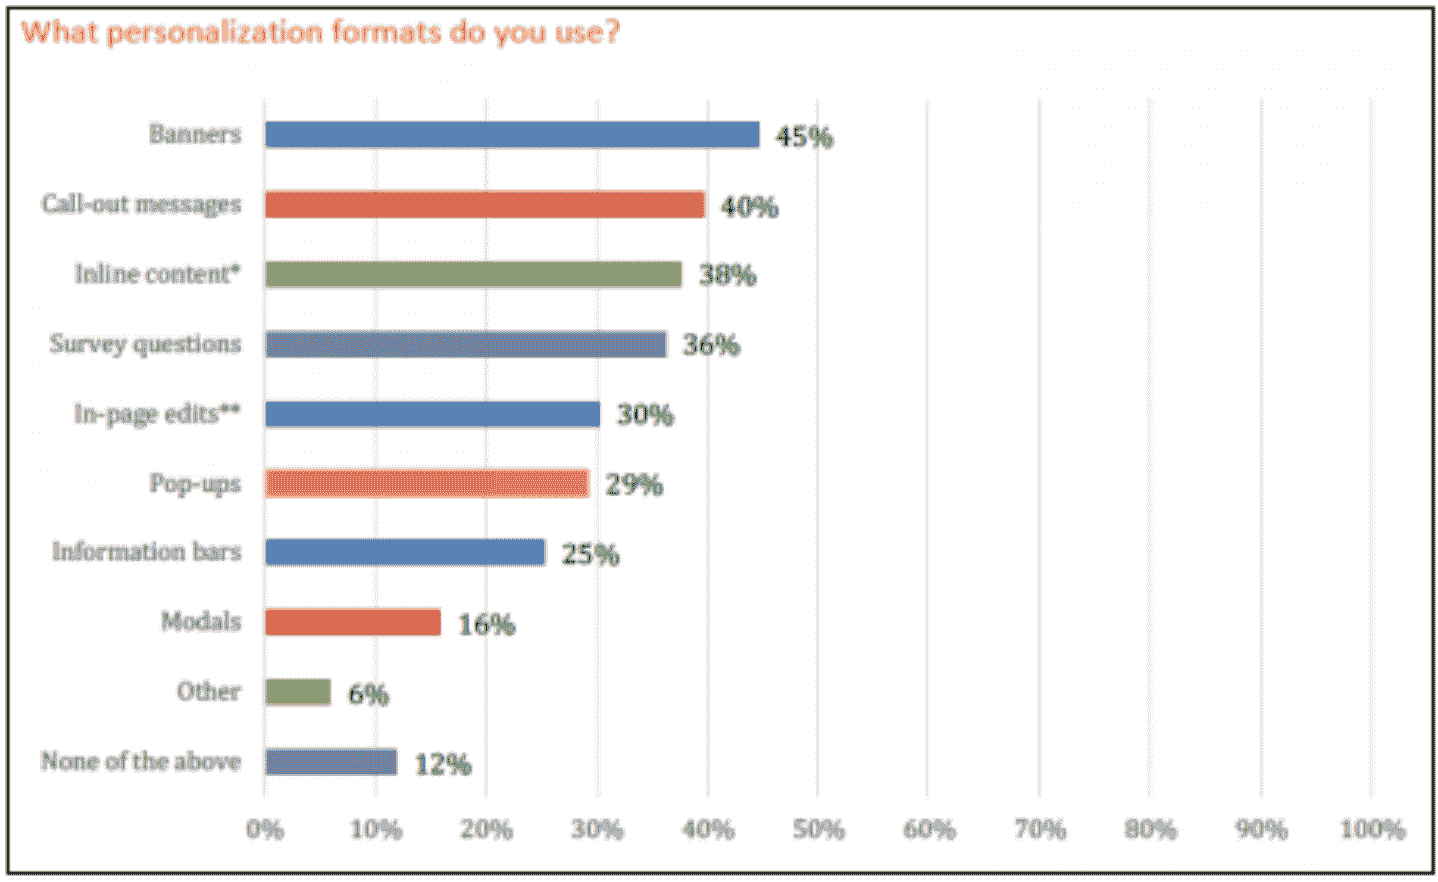 What personalization formats do you use?
Banners 45%
Call-out messages 40%
Inline content* 38%
Survey questions 36%
In-page edits** 30%
Pop-ups 29%
Information bars 25%
Modals 16%
Other 6%
None of the above 12%
0% 10% 20% 30% 40% 50% 60% 70% 80% 90% 100%